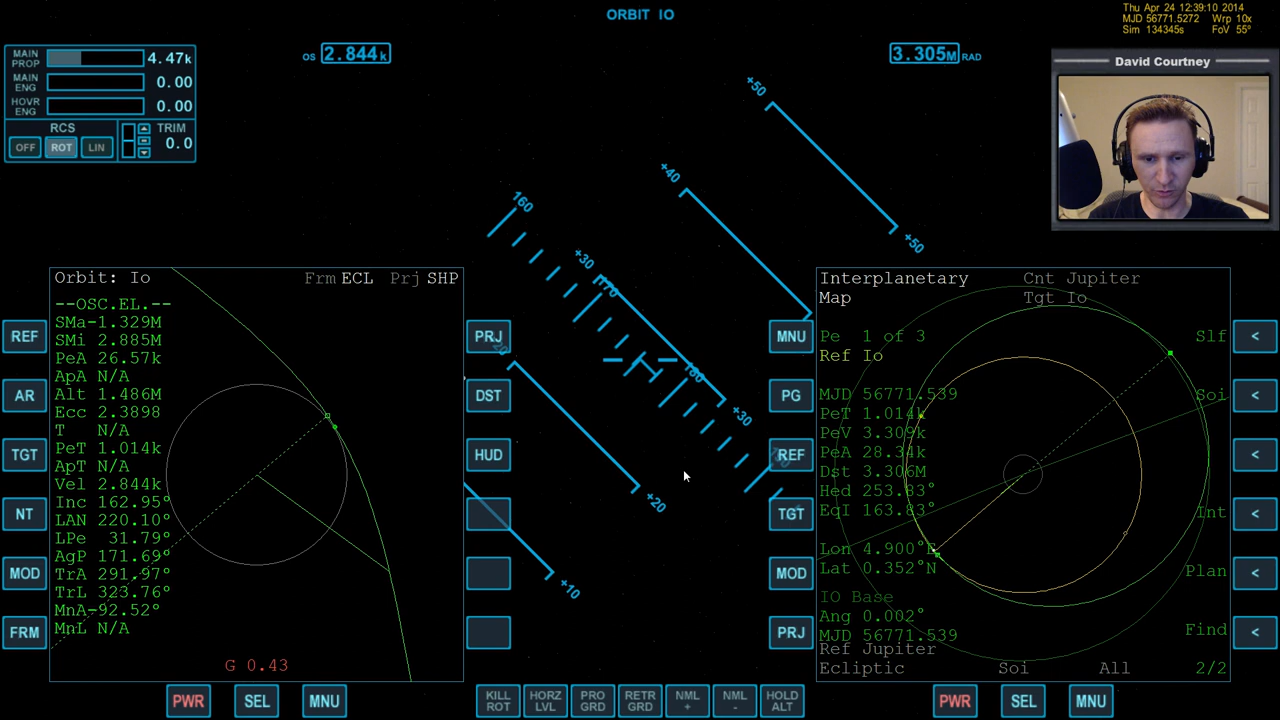 ORBIT IO
Thu Apr 24 12:39:10 2014
MJD 56771.5272 Wrp 10x
Sim 134345s FoV 55°
MAIN PROP 4.47k
MAIN ENG 0.00
HOVR ENG 0.00
RCS TRIM
OFF ROT LIN 0.0
OS 2.844k
3.305M RAD
David Courtney
+50
+50
+40
160
+30
170
180
+30
20
+20
+10
Orbit: Io Frm ECL Prj SHP
--OSC.EL.--
SMa-1.329M
SMi 2.885M
PeA 26.57k
ApA N/A
Alt 1.486M
Ecc 2.3898
T N/A
PeT 1.014k
ApT N/A
Vel 2.844k
Inc 162.95°
LAN 220.10°
LPe 31.79°
AgP 171.69°
TrA 291.97°
TrL 323.76°
MnA-92.52°
MnL N/A
G 0.43
REF
AR
TGT
NT
MOD
FRM
PRJ
DST
HUD
PWR SEL MNU
KILL ROT
HORZ LVL
PRO GRD
RETR GRD
NML +
NML -
HOLD ALT
MNU
PG
REF
TGT
MOD
PRJ
Interplanetary Cnt Jupiter
Map Tgt Io
Pe 1 of 3 Slf <
Ref Io
MJD 56771.539 Soi <
PeT 1.014k
PeV 3.309k
PeA 28.34k <
Dst 3.306M
Hed 253.83°
EqI 163.83° Int <
Lon 4.900°E
Lat 0.352°N Plan <
IO Base
Ang 0.002° Find <
MJD 56771.539
Ref Jupiter
Ecliptic Soi All 2/2
PWR SEL MNU